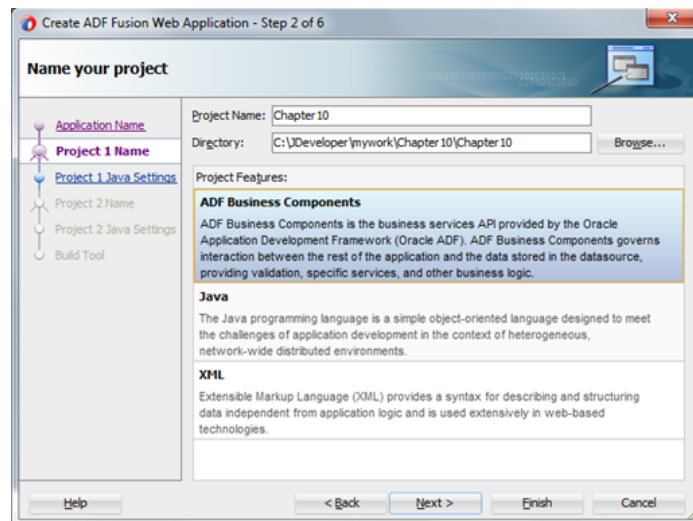 Create ADF Fusion Web Application - Step 2 of 6
Name your project
Application Name
Project 1 Name
Project 1 Java Settings
Project 2 Name
Project 2 Java Settings
Build Tool
Project Name: Chapter10
Directory: C:\JDeveloper\mywork\Chapter10\Chapter10 Browse...
Project Features:
ADF Business Components
ADF Business Components is the business services API provided by the Oracle
Application Development Framework (Oracle ADF). ADF Business Components governs
interaction between the rest of the application and the data stored in the datasource,
providing validation, specific services, and other business logic.
Java
The Java programming language is a simple object-oriented language designed to meet
the challenges of application development in the context of heterogeneous,
network-wide distributed environments.
XML
Extensible Markup Language (XML) provides a syntax for describing and structuring
data independent from application logic and is used extensively in web-based
technologies.
Help < Back Next > Finish Cancel